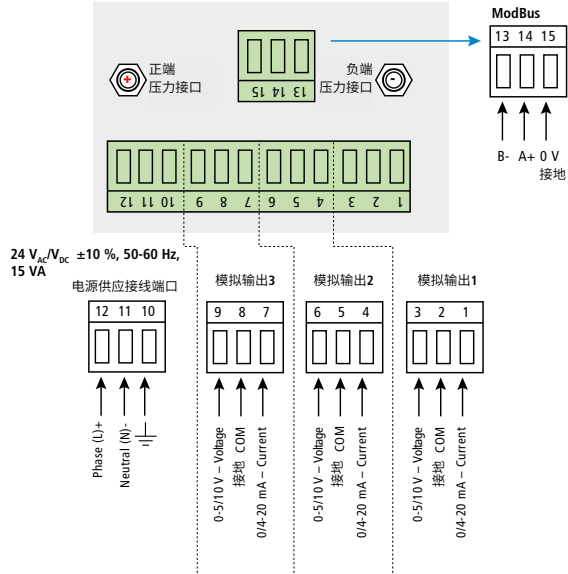 ModBus
13 14 15
B- A+ 0 V
接地
+
正端
压力接口
15 14 13
负端
压力接口
-
12 11 10 9 8 7 6 5 4 3 2 1
24 VAC/VDC ±10 %, 50-60 Hz,
15 VA
电源供应接线端口
12 11 10
Phase (L)+
Neutral (N)-
模拟输出3
9 8 7
0-5/10 V – Voltage
接地 COM
0/4-20 mA – Current
模拟输出2
6 5 4
0-5/10 V – Voltage
接地 COM
0/4-20 mA – Current
模拟输出1
3 2 1
0-5/10 V – Voltage
接地 COM
0/4-20 mA – Current